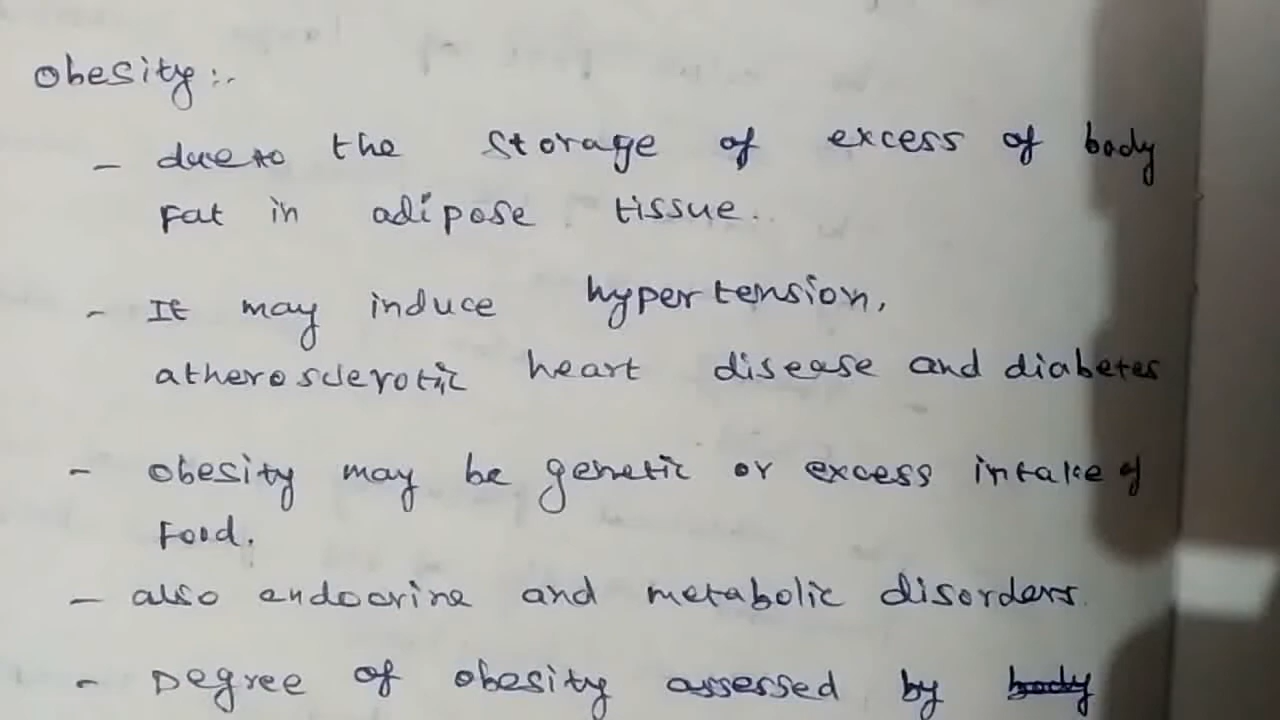 Obesity:-
- due to the storage of excess of body
Fat in adipose tissue.
- It may induce hypertension,
atherosclerotic heart disease and diabetes
- obesity may be genetic or excess intake of
Food.
- also endocrine and metabolic disorders.
- Degree of obesity assessed by body